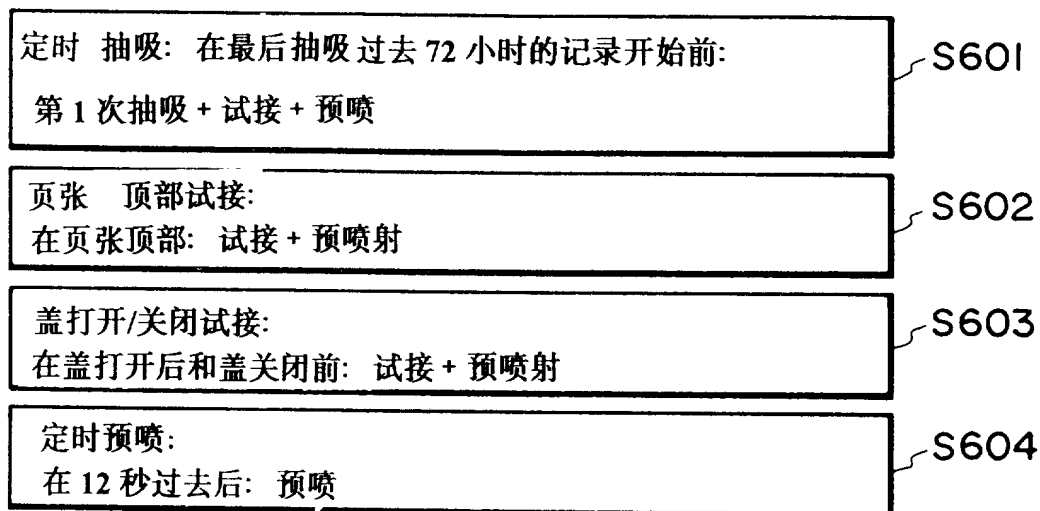 定时 抽吸: 在最后抽吸过去 72 小时的记录开始前:
第 1 次抽吸 + 试接 + 预喷
S601
页张 顶部试接:
在页张顶部: 试接 + 预喷射
S602
盖打开/关闭试接:
在盖打开后和盖关闭前: 试接 + 预喷射
S603
定时预喷:
在 12 秒过去后: 预喷
S604